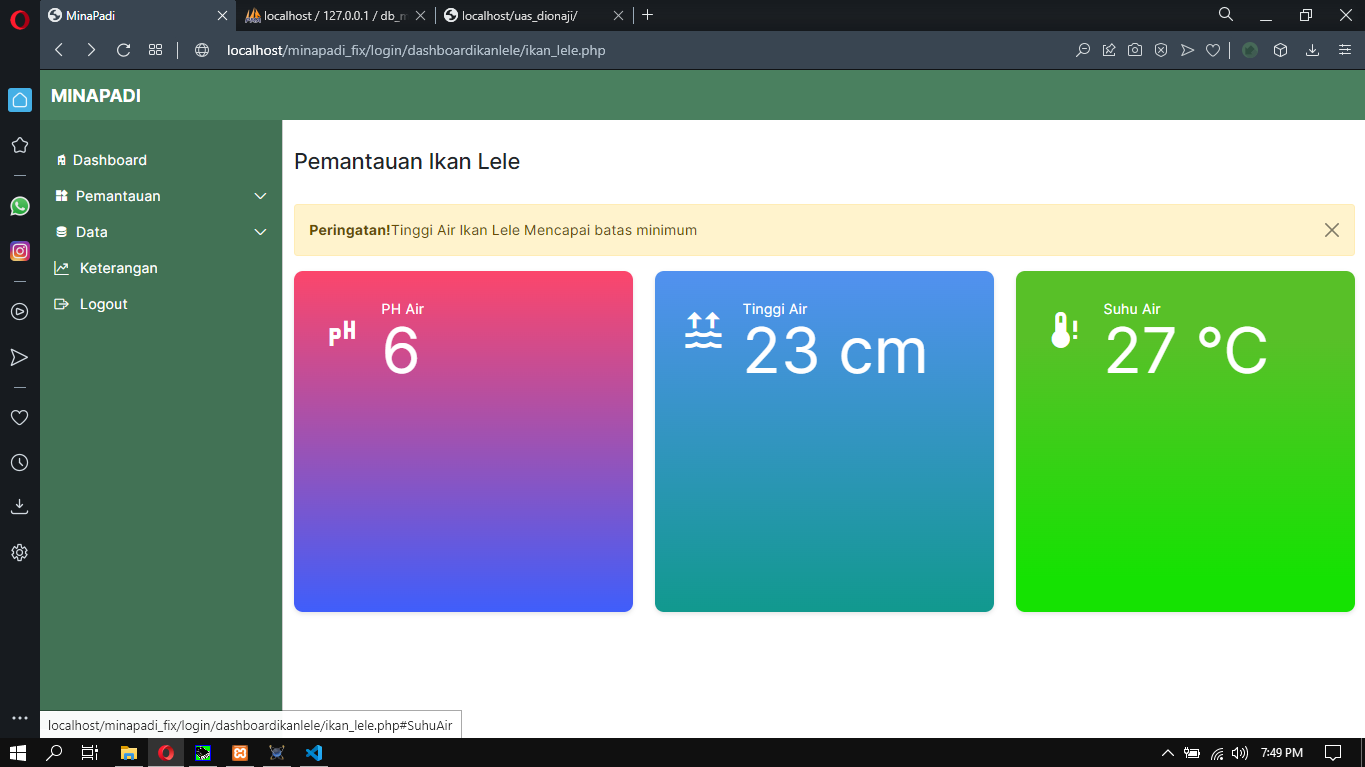 MinaPadi
localhost / 127.0.0.1 / db_r
localhost/uas_dionaji/
localhost/minapadi_fix/login/dashboardikanlele/ikan_lele.php
MINAPADI
Dashboard
Pemantauan
Data
Keterangan
Logout
Pemantauan Ikan Lele
Peringatan!Tinggi Air Ikan Lele Mencapai batas minimum
pH
PH Air
6
Tinggi Air
23 cm
Suhu Air
27 °C
localhost/minapadi_fix/login/dashboardikanlele/ikan_lele.php#SuhuAir
7:49 PM